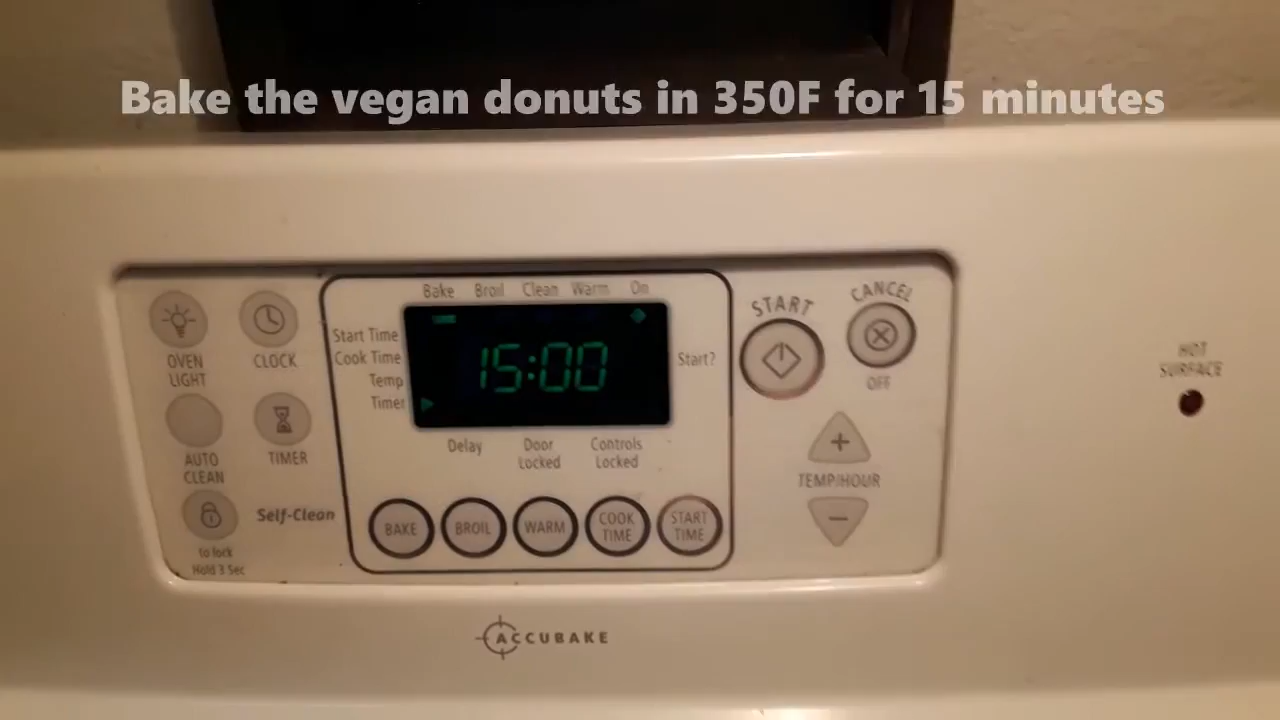 Bake the vegan donuts in 350F for 15 minutes
Bake Broil Clean Warm On
Start Time
Cook Time
Temp
Timer
15:00
Start?
Delay
Door
Locked
Controls
Locked
OVEN
LIGHT
CLOCK
AUTO
CLEAN
TIMER
Self-Clean
to lock
Hold 3 Sec
BAKE
BROIL
WARM
COOK
TIME
START
TIME
START
CANCEL
OFF
+
TEMP/HOUR
−
HOT
SURFACE
ACCUBAKE